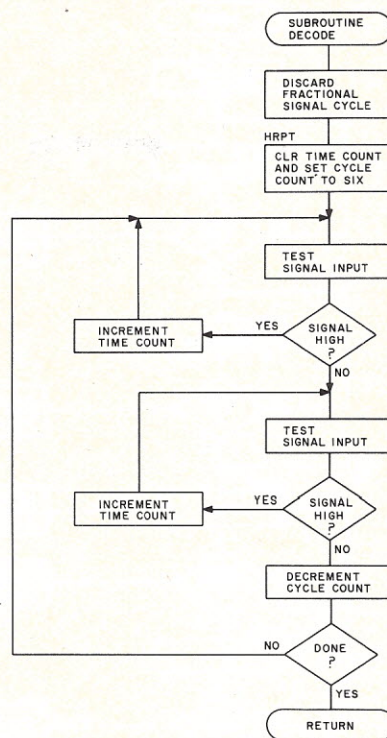 SUBROUTINE
DECODE
DISCARD
FRACTIONAL
SIGNAL CYCLE
HRPT
CLR TIME COUNT
AND SET CYCLE
COUNT TO SIX
TEST
SIGNAL INPUT
INCREMENT
TIME COUNT
YES
SIGNAL
HIGH
?
NO
TEST
SIGNAL INPUT
INCREMENT
TIME COUNT
YES
SIGNAL
HIGH
?
NO
DECREMENT
CYCLE COUNT
NO
DONE
?
YES
RETURN